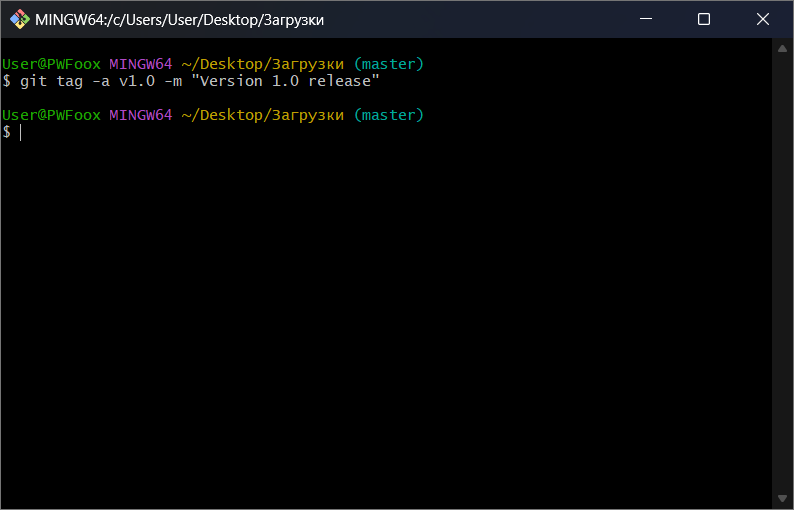 MINGW64:/c/Users/User/Desktop/Загрузки
User@PWFoox MINGW64 ~/Desktop/Загрузки (master)
$ git tag -a v1.0 -m "Version 1.0 release"
User@PWFoox MINGW64 ~/Desktop/Загрузки (master)
$